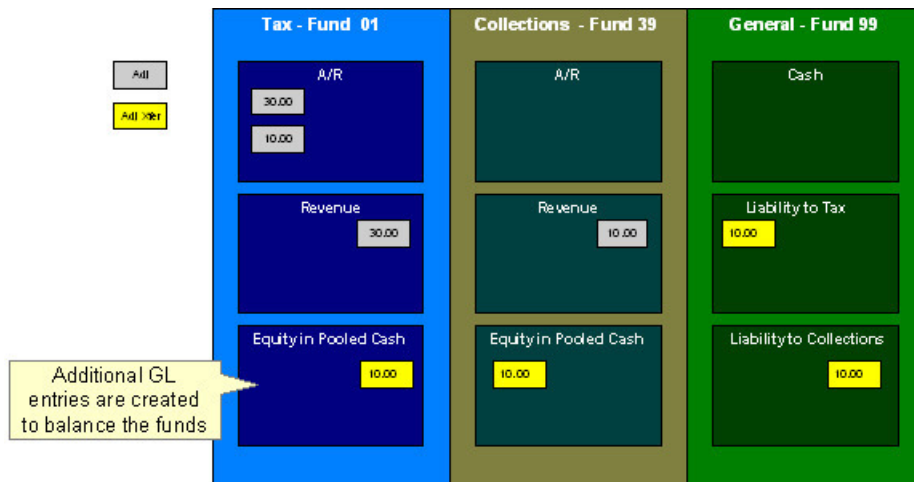 Tax - Fund 01
Collections - Fund 39
General - Fund 99
Adj
Adj Xfer
A/R
30.00
10.00
A/R
Cash
Revenue
30.00
Revenue
10.00
Liability to Tax
10.00
Equity in Pooled Cash
10.00
Equity in Pooled Cash
10.00
Liability to Collections
10.00
Additional GL
entries are created
to balance the funds